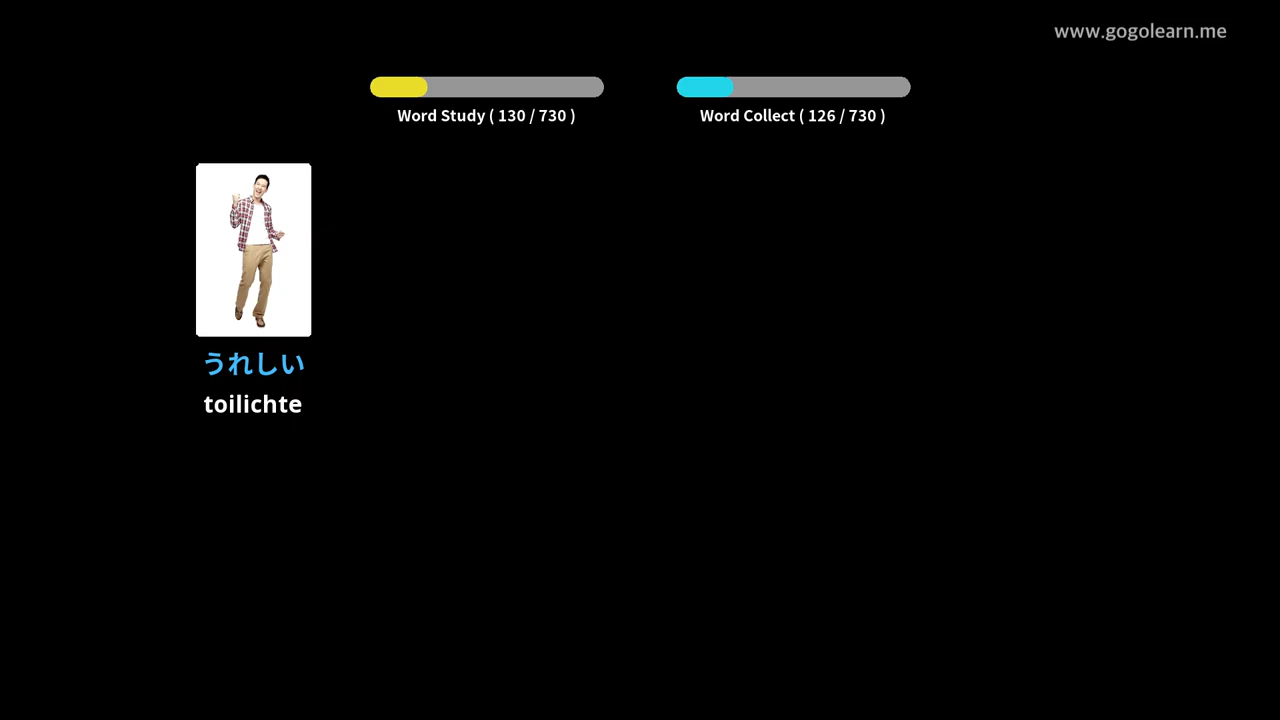 www.gogolearn.me
Word Study ( 130 / 730 )
Word Collect ( 126 / 730 )
うれしい
toilichte